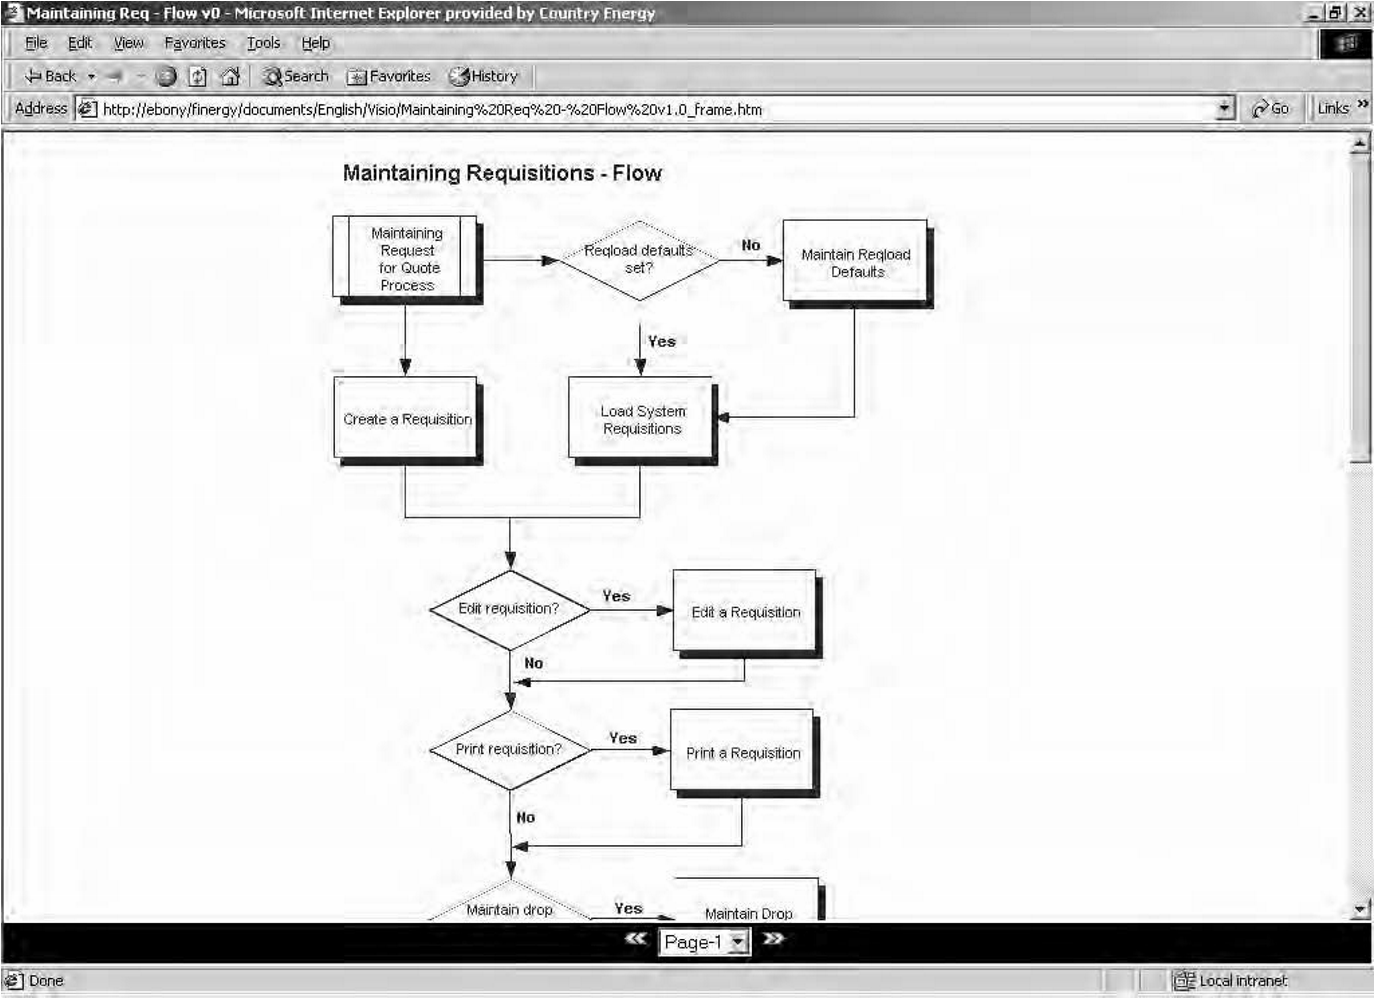 Maintaining Req - Flow v0 - Microsoft Internet Explorer provided by Country Energy
File Edit View Favorites Tools Help
Back Search Favorites History
Address http://ebony/finergy/documents/English/Visio/Maintaining%20Req%20-%20Flow%20v1.0_frame.htm Go Links
Maintaining Requisitions - Flow
Maintaining
Request
for Quote
Process
Reqload defaults
set?
No
Maintain Reqload
Defaults
Yes
Create a Requisition
Load System
Requisitions
Edit requisition?
Yes
Edit a Requisition
No
Print requisition?
Yes
Print a Requisition
No
Maintain drop
Yes
Maintain Drop
Page-1
Done
Local intranet